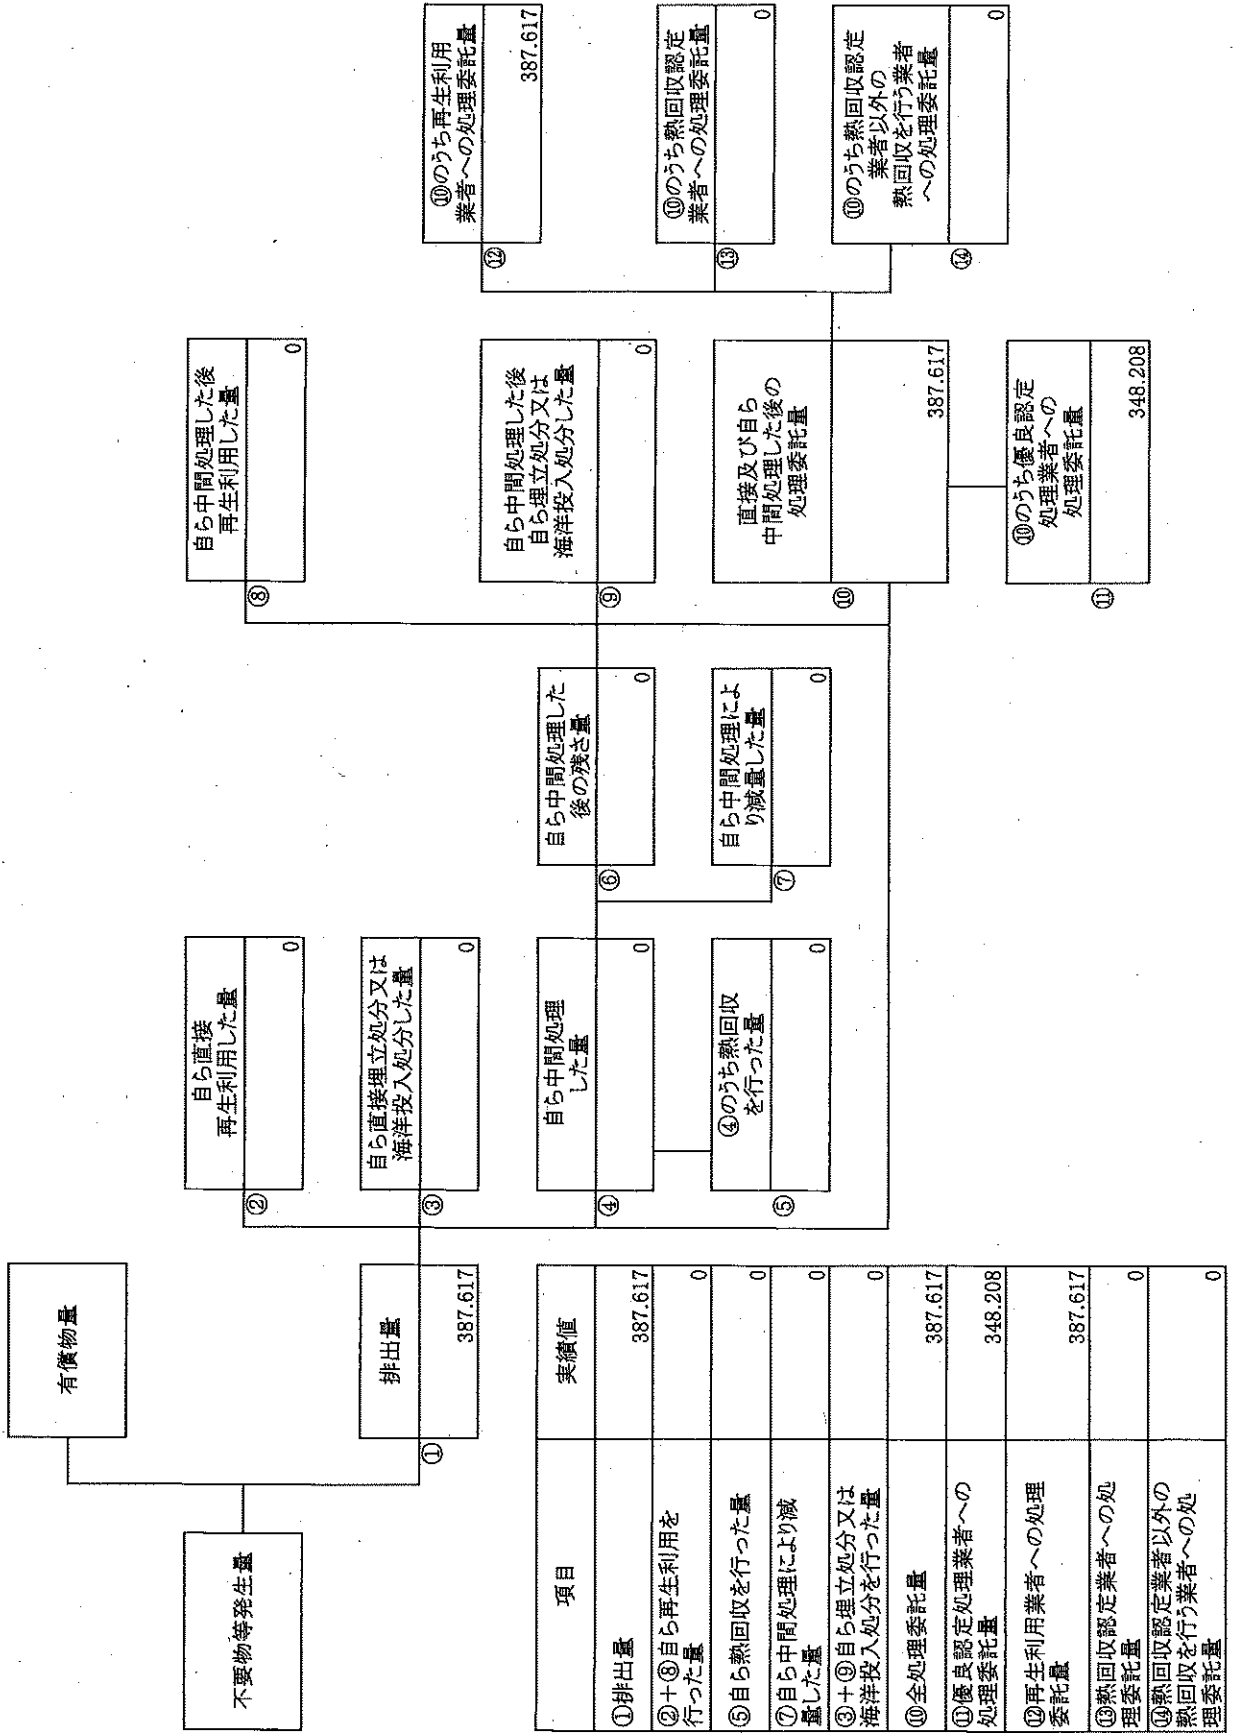 有償物量
不要物等発生量
排出量
①
387.617
自ら直接
再生利用した量
②
0
自ら直接埋立処分又は
海洋投入処分した量
③
0
自ら中間処理
した量
④
0
④のうち熱回収
を行った量
⑤
0
自ら中間処理した
後の残さ量
⑥
0
自ら中間処理によ
り減量した量
⑦
0
自ら中間処理した後
再生利用した量
⑧
0
自ら中間処理した後
自ら埋立処分又は
海洋投入処分した量
⑨
0
直接及び自ら
中間処理した後の
処理委託量
⑩
387.617
⑩のうち優良認定
処理業者への
処理委託量
⑪
348.208
⑩のうち再生利用
業者への処理委託量
⑫
387.617
⑩のうち熱回収認定
業者への処理委託量
⑬
0
⑩のうち熱回収認定
業者以外の
熱回収を行う業者
への処理委託量
⑭
0
項目 実績値
①排出量 387.617
②+⑧自ら再生利用を
行った量 0
⑤自ら熱回収を行った量 0
⑦自ら中間処理により減
量した量 0
③+⑨自ら埋立処分又は
海洋投入処分を行った量 0
⑩全処理委託量 387.617
⑪優良認定処理業者への
処理委託量 348.208
⑫再生利用業者への処理
委託量 387.617
⑬熱回収認定業者への処
理委託量 0
⑭熱回収認定業者以外の
熱回収を行う業者への処
理委託量 0